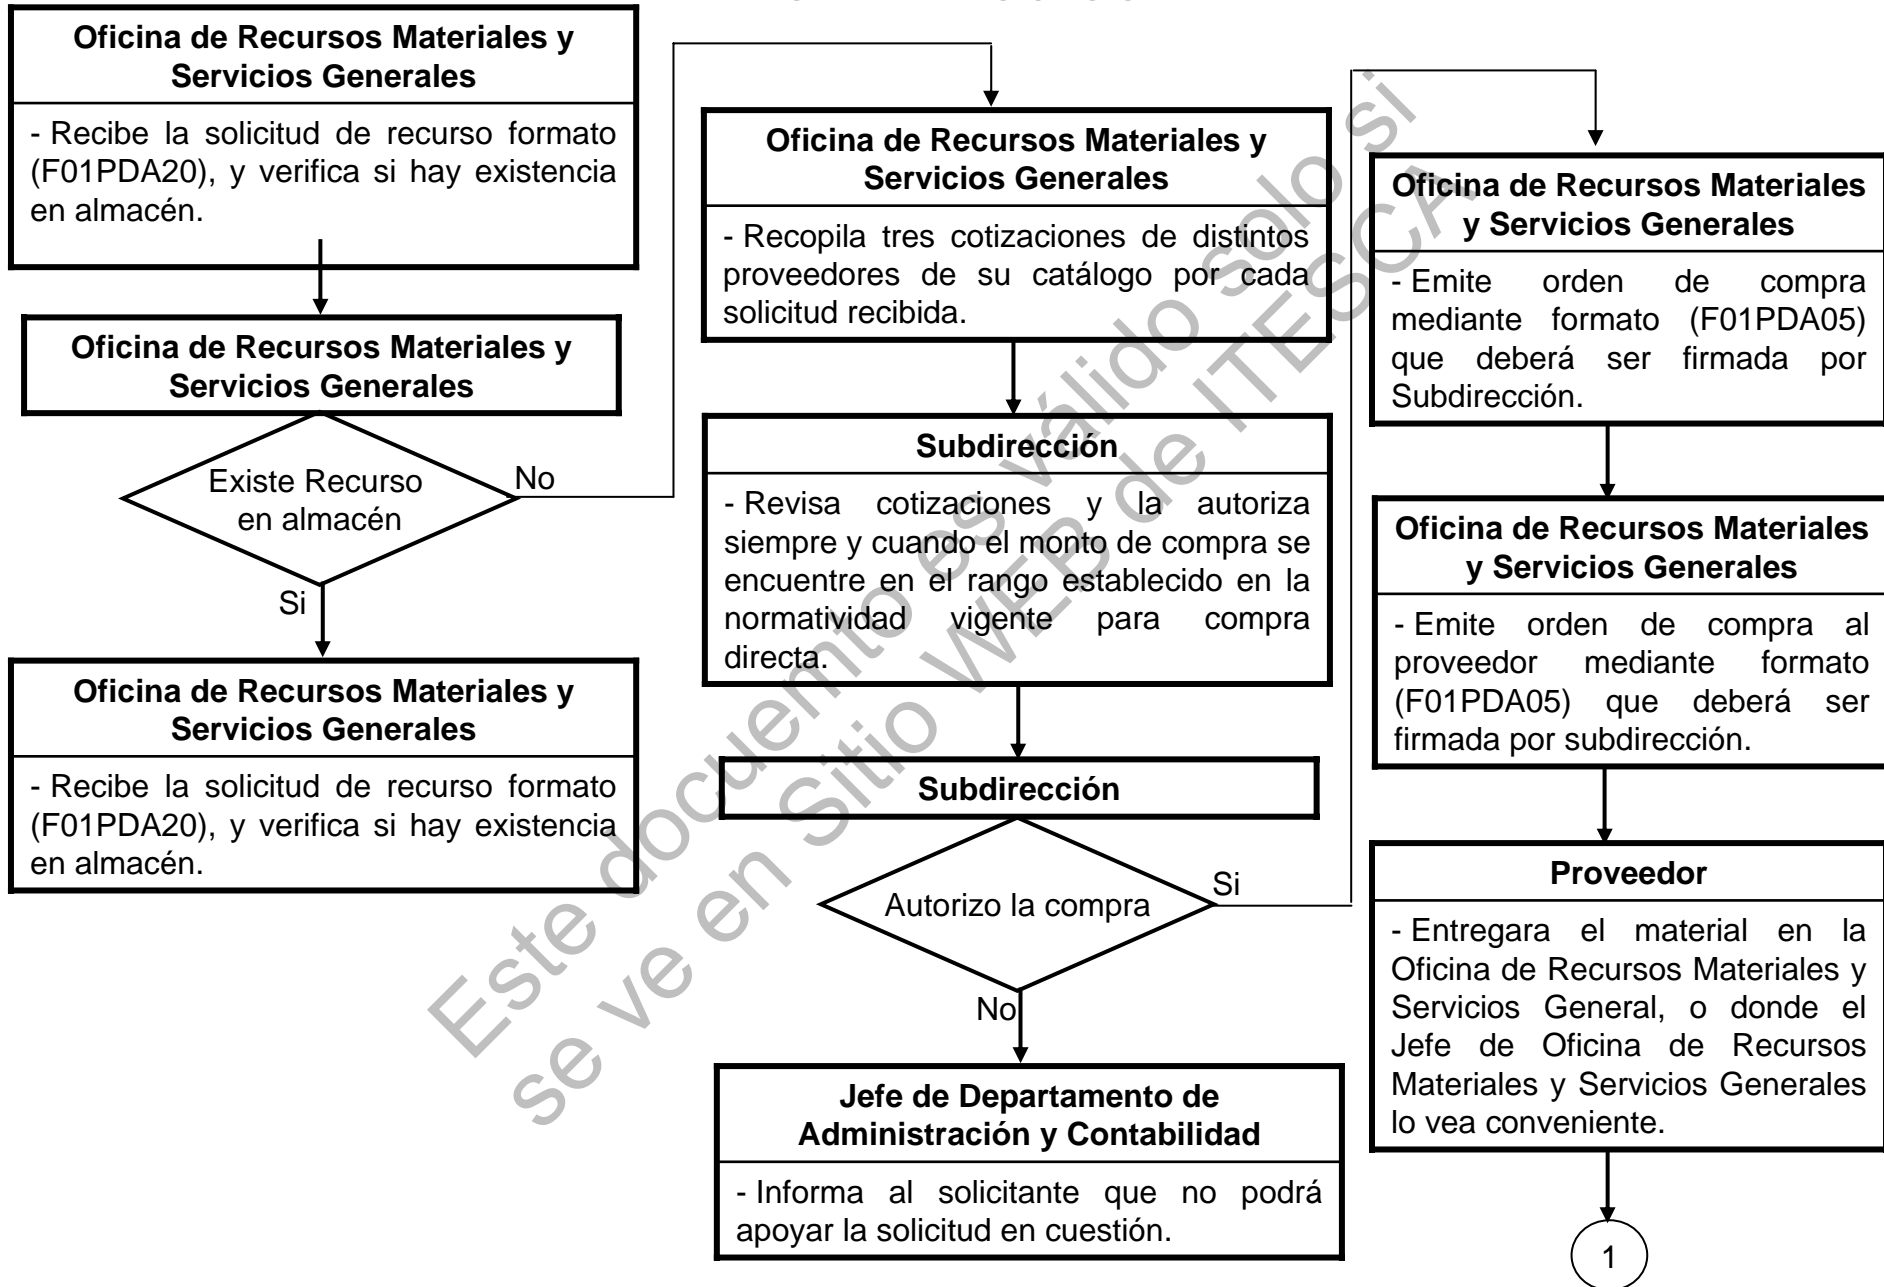 Oficina de Recursos Materiales y
Servicios Generales
- Recibe la solicitud de recurso formato
(F01PDA20), y verifica si hay existencia
en almacén.
Oficina de Recursos Materiales y
Servicios Generales
Existe Recurso
en almacén
No
Si
Oficina de Recursos Materiales y
Servicios Generales
- Recibe la solicitud de recurso formato
(F01PDA20), y verifica si hay existencia
en almacén.
Oficina de Recursos Materiales y
Servicios Generales
- Recopila tres cotizaciones de distintos
proveedores de su catálogo por cada
solicitud recibida.
Subdirección
- Revisa cotizaciones y la autoriza
siempre y cuando el monto de compra se
encuentre en el rango establecido en la
normatividad vigente para compra
directa.
Subdirección
Autorizo la compra
Si
No
Jefe de Departamento de
Administración y Contabilidad
- Informa al solicitante que no podrá
apoyar la solicitud en cuestión.
Oficina de Recursos Materiales
y Servicios Generales
- Emite orden de compra
mediante formato (F01PDA05)
que deberá ser firmada por
Subdirección.
Oficina de Recursos Materiales
y Servicios Generales
- Emite orden de compra al
proveedor mediante formato
(F01PDA05) que deberá ser
firmada por subdirección.
Proveedor
- Entregara el material en la
Oficina de Recursos Materiales y
Servicios General, o donde el
Jefe de Oficina de Recursos
Materiales y Servicios Generales
lo vea conveniente.
1
Este documento es válido solo si
se ve en Sitio WEB de ITESCA